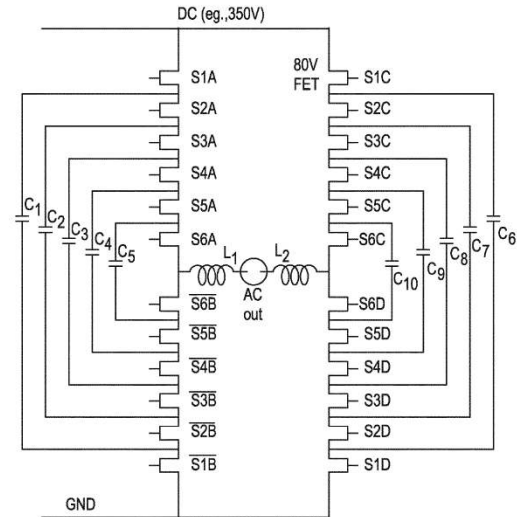 DC (eg.,350V)
80V
FET
S1A
S1C
S2A
S2C
S3A
S3C
S4A
S4C
C1
C2
C3
C4
C5
S5A
S5C
S6A
S6C
L1
L2
C10
C9
C8
C7
C6
AC
out
S6B
S6D
S5B
S5D
S4B
S4D
S3B
S3D
S2B
S2D
S1B
S1D
GND